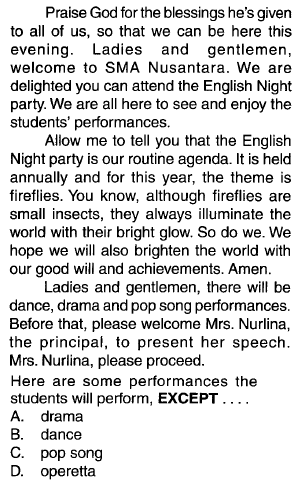 Praise God for the blessings he's given
to all of us, so that we can be here this
evening. Ladies and gentlemen,
welcome to SMA Nusantara. We are
delighted you can attend the English Night
party. We are all here to see and enjoy the
students' performances.
Allow me to tell you that the English
Night party is our routine agenda. It is held
annually and for this year, the theme is
fireflies. You know, although fireflies are
small insects, they always illuminate the
world with their bright glow. So do we. We
hope we will also brighten the world with
our good will and achievements. Amen.
Ladies and gentlemen, there will be
dance, drama and pop song performances.
Before that, please welcome Mrs. Nurlina,
the principal, to present her speech.
Mrs. Nurlina, please proceed.
Here are some performances the
students will perform, EXCEPT . . . .
A. drama
B. dance
C. pop song
D. operetta